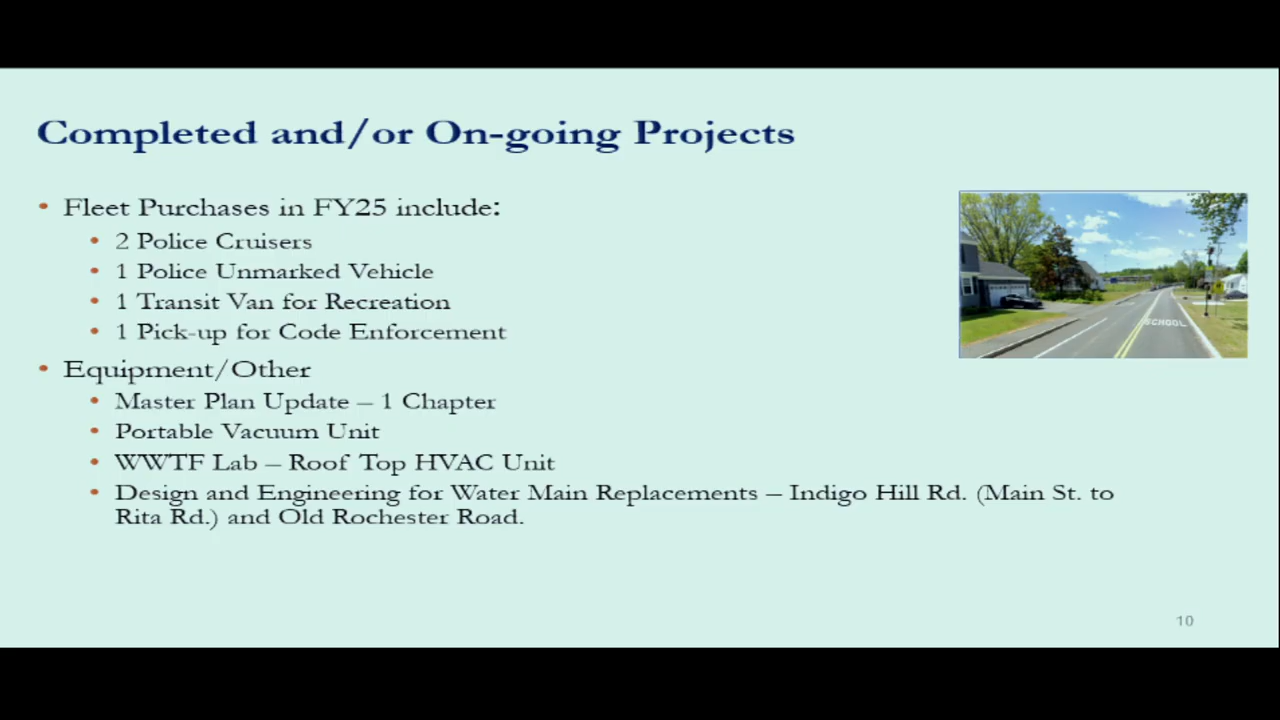 Completed and/or On-going Projects
• Fleet Purchases in FY25 include:
• 2 Police Cruisers
• 1 Police Unmarked Vehicle
• 1 Transit Van for Recreation
• 1 Pick-up for Code Enforcement
• Equipment/Other
• Master Plan Update – 1 Chapter
• Portable Vacuum Unit
• WWTF Lab – Roof Top HVAC Unit
• Design and Engineering for Water Main Replacements – Indigo Hill Rd. (Main St. to
Rita Rd.) and Old Rochester Road.
SCHOOL
10